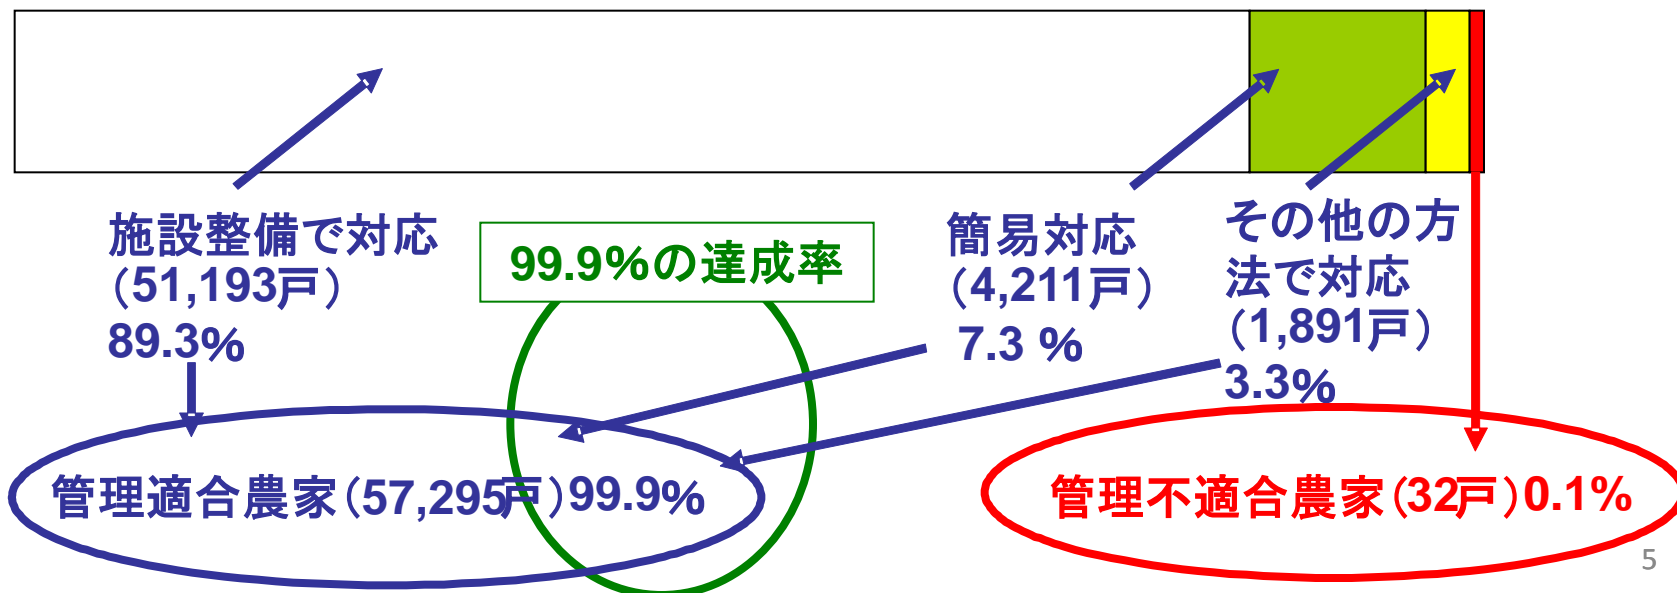 施設整備で対応
（51,193戸）
89.3%
99.9%の達成率
簡易対応
（4,211戸）
7.3 %
その他の方
法で対応
（1,891戸）
3.3%
管理適合農家（57,295戸）99.9%
管理不適合農家（32戸）0.1%
5